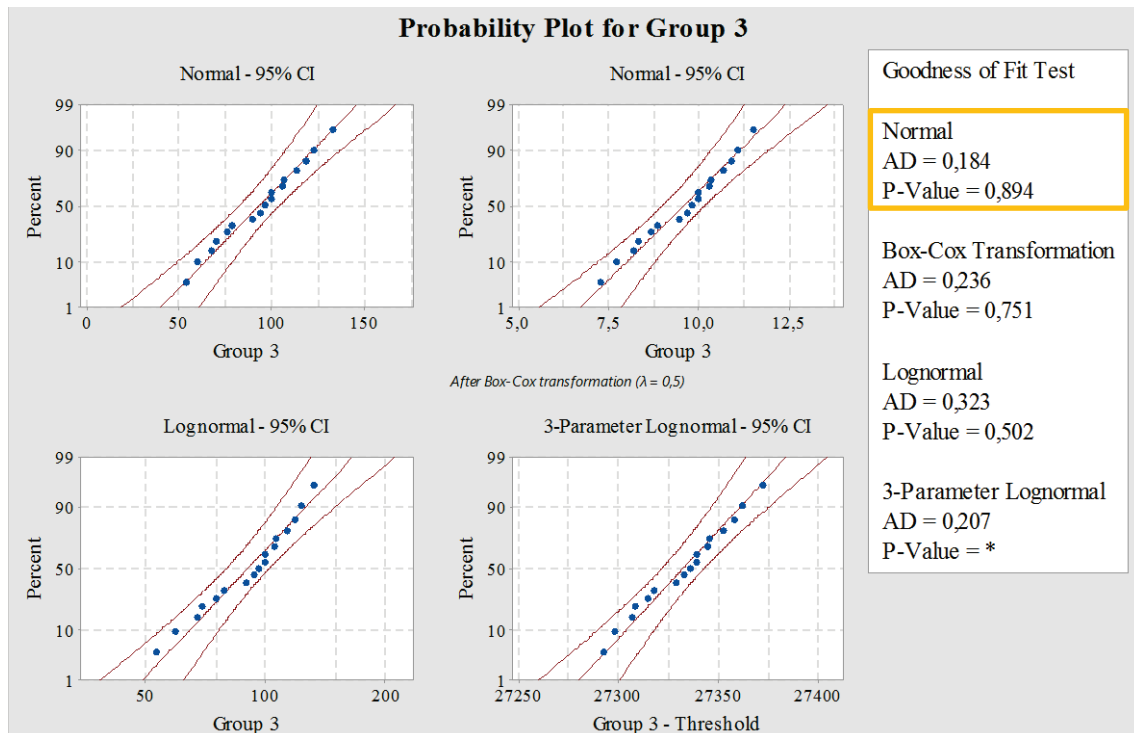 Probability Plot for Group 3
Normal - 95% CI
99
90
50
10
1
Percent
0 50 100 150
Group 3
Normal - 95% CI
99
90
50
10
1
Percent
5,0 7,5 10,0 12,5
Group 3
After Box-Cox transformation (λ = 0,5)
Lognormal - 95% CI
99
90
50
10
1
Percent
50 100 200
Group 3
3-Parameter Lognormal - 95% CI
99
90
50
10
1
Percent
27250 27300 27350 27400
Group 3 - Threshold
Goodness of Fit Test
Normal
AD = 0,184
P-Value = 0,894
Box-Cox Transformation
AD = 0,236
P-Value = 0,751
Lognormal
AD = 0,323
P-Value = 0,502
3-Parameter Lognormal
AD = 0,207
P-Value = *